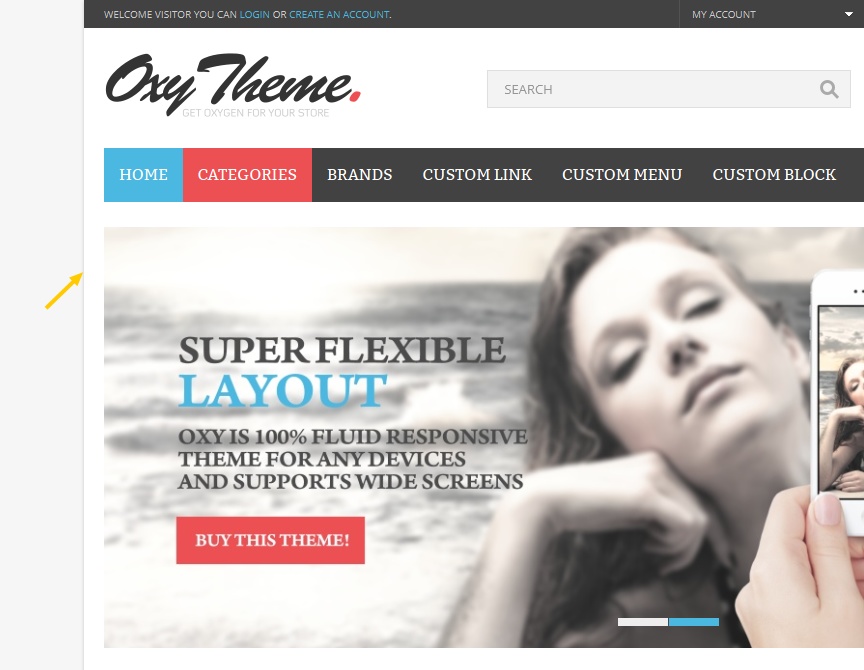 WELCOME VISITOR YOU CAN LOGIN OR CREATE AN ACCOUNT.
MY ACCOUNT
OxyTheme.
GET OXYGEN FOR YOUR STORE
SEARCH
HOME
CATEGORIES
BRANDS
CUSTOM LINK
CUSTOM MENU
CUSTOM BLOCK
SUPER FLEXIBLE
LAYOUT
OXY IS 100% FLUID RESPONSIVE
THEME FOR ANY DEVICES
AND SUPPORTS WIDE SCREENS
BUY THIS THEME!